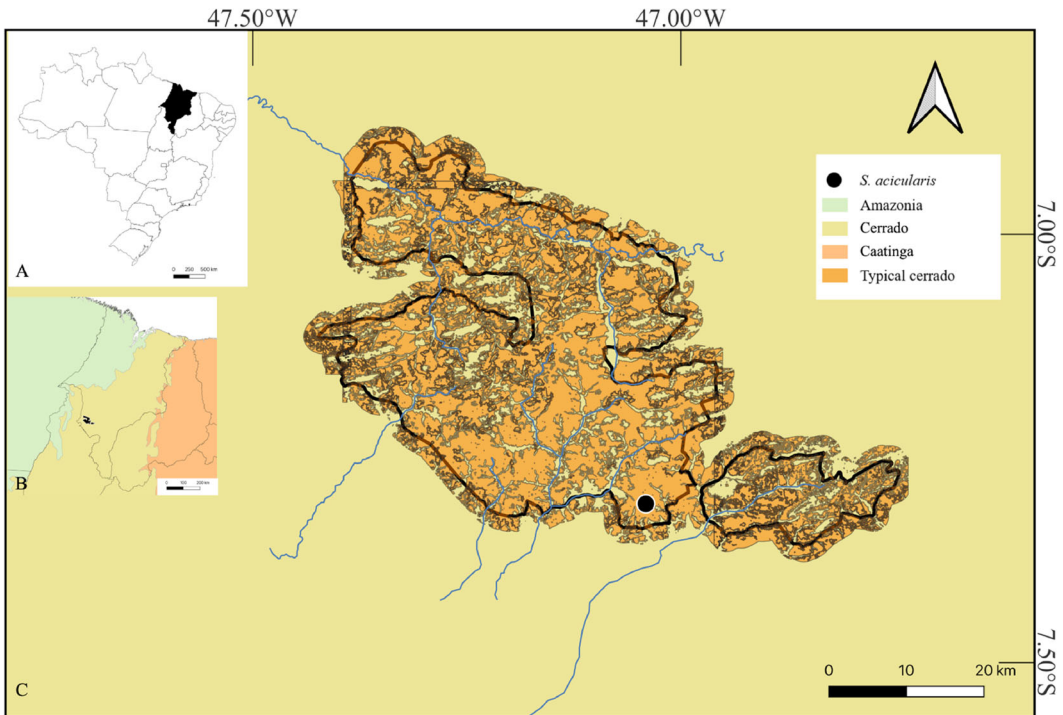 47.50°W 47.00°W
A
0 250 500 km
S. acicularis
Amazonia
Cerrado
Caatinga
Typical cerrado
7.00°S
B
7.50°S
0 10 20 km
C